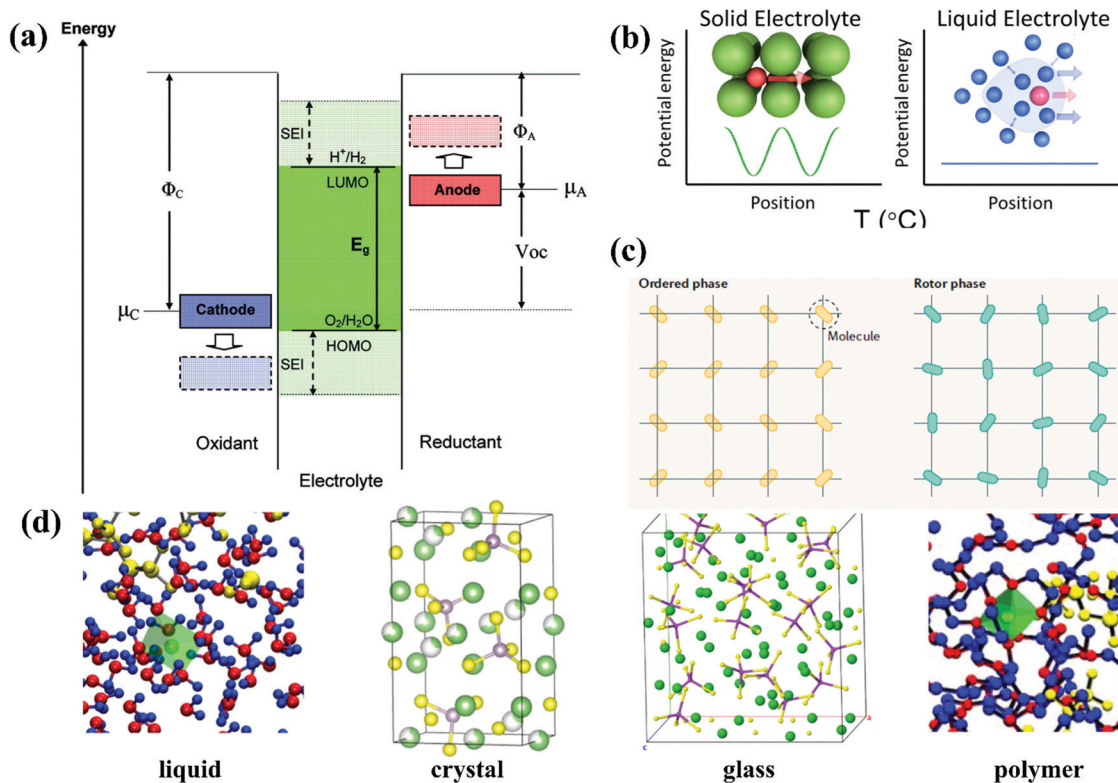 (a)
Energy
SEI
H⁺/H₂
LUMO
Φ_A
Φ_C
Anode
μ_A
E_g
Voc
μ_C
Cathode
O₂/H₂O
HOMO
SEI
Oxidant
Reductant
Electrolyte
(b)
Solid Electrolyte
Potential energy
Position
Liquid Electrolyte
Potential energy
Position
T (°C)
(c)
Ordered phase
Molecule
Rotor phase
(d)
liquid
crystal
c
a
glass
polymer